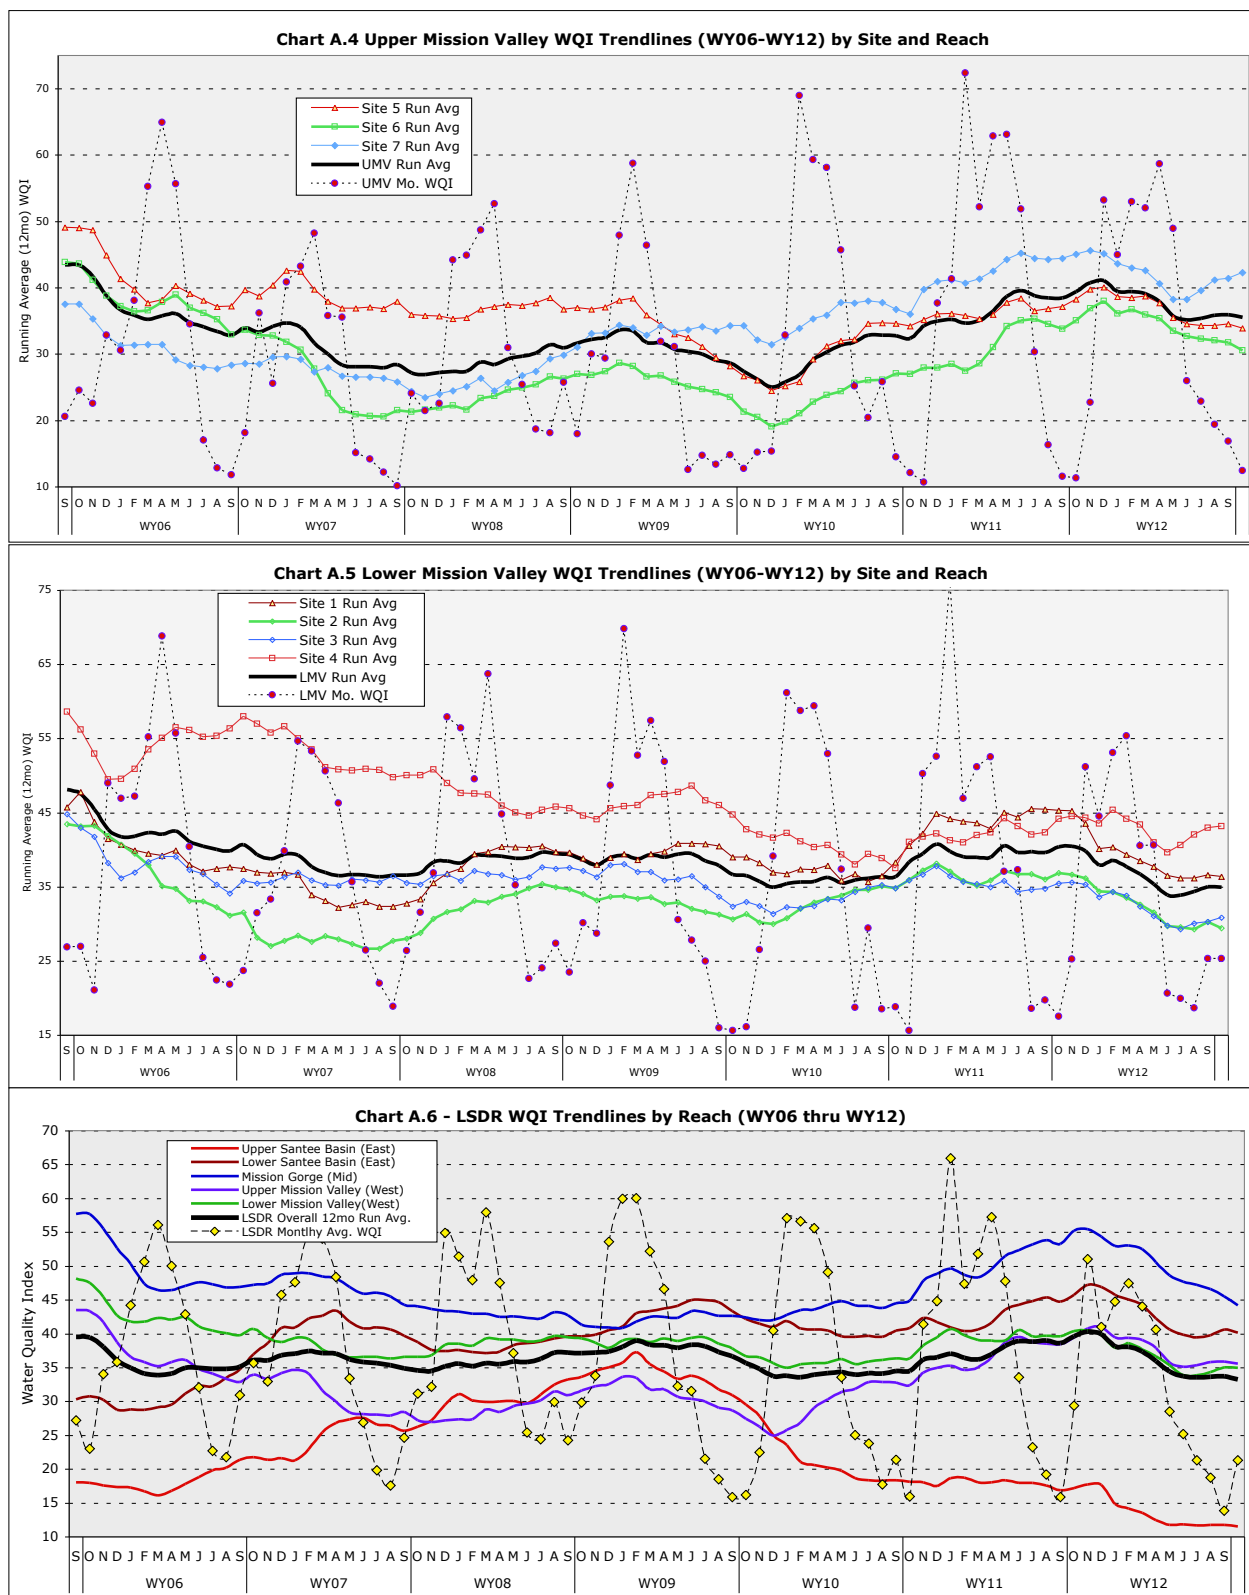 Chart A.4 Upper Mission Valley WQI Trendlines (WY06-WY12) by Site and Reach
Running Average (12mo) WQI
70
60
50
40
30
20
10
Site 5 Run Avg
Site 6 Run Avg
Site 7 Run Avg
UMV Run Avg
UMV Mo. WQI
S O N D J F M A M J J A S O N D J F M A M J J A S O N D J F M A M J J A S O N D J F M A M J J A S O N D J F M A M J J A S O N D J F M A M J J A S O N D J F M A M J J A S
WY06 WY07 WY08 WY09 WY10 WY11 WY12
Chart A.5 Lower Mission Valley WQI Trendlines (WY06-WY12) by Site and Reach
Running Average (12mo) WQI
75
65
55
45
35
25
15
Site 1 Run Avg
Site 2 Run Avg
Site 3 Run Avg
Site 4 Run Avg
LMV Run Avg
LMV Mo. WQI
S O N D J F M A M J J A S O N D J F M A M J J A S O N D J F M A M J J A S O N D J F M A M J J A S O N D J F M A M J J A S O N D J F M A M J J A S O N D J F M A M J J A S
WY06 WY07 WY08 WY09 WY10 WY11 WY12
Chart A.6 - LSDR WQI Trendlines by Reach (WY06 thru WY12)
Water Quality Index
70
65
60
55
50
45
40
35
30
25
20
15
10
Upper Santee Basin (East)
Lower Santee Basin (East)
Mission Gorge (Mid)
Upper Mission Valley (West)
Lower Mission Valley(West)
LSDR Overall 12mo Run Avg.
LSDR Montlhy Avg. WQI
S O N D J F M A M J J A S O N D J F M A M J J A S O N D J F M A M J J A S O N D J F M A M J J A S O N D J F M A M J J A S O N D J F M A M J J A S O N D J F M A M J J A S
WY06 WY07 WY08 WY09 WY10 WY11 WY12